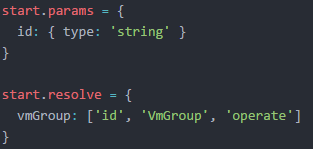 start.params = {
  id: { type: 'string' }
}
start.resolve = {
  vmGroup: ['id', 'VmGroup', 'operate']
}